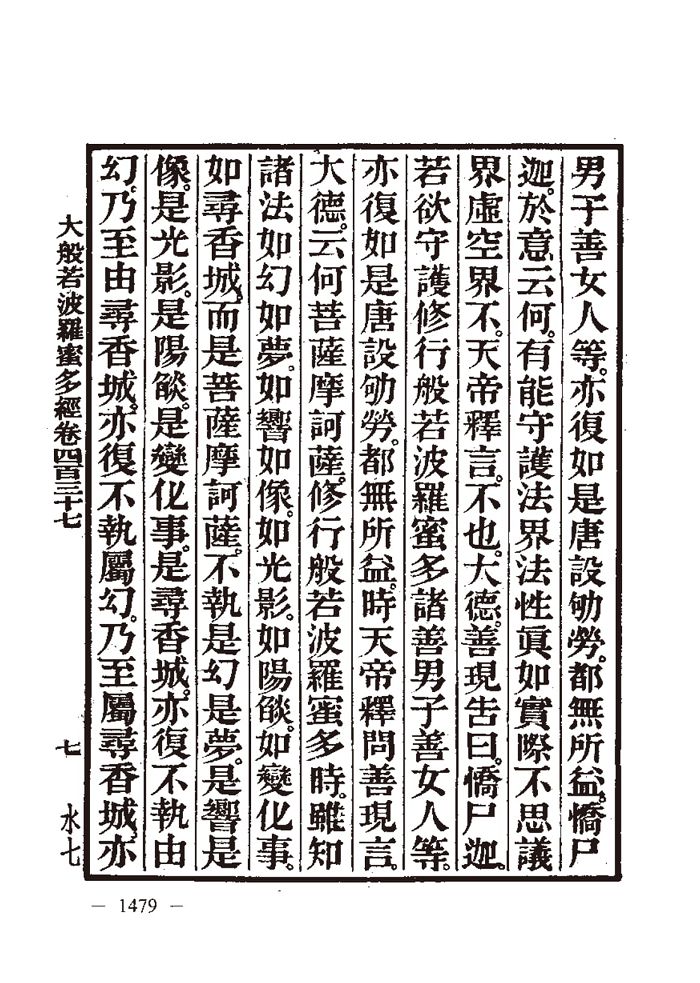 男子善女人等。亦復如是唐設劬勞。都無所益。憍尸
迦。於意云何。有能守護法界法性眞如實際不思議
界虛空界不。天帝釋言。不也。大德。善現告曰。憍尸迦。
若欲守護修行般若波羅蜜多諸善男子善女人等。
亦復如是唐設劬勞。都無所益。時天帝釋問善現言。
大德。云何菩薩摩訶薩。修行般若波羅蜜多時。雖知
諸法如幻如夢。如響如像。如光影。如陽燄。如變化事。
如尋香城。而是菩薩摩訶薩。不執是幻是夢。是響是
像。是光影。是陽燄。是變化事。是尋香城。亦復不執由
幻。乃至由尋香城。亦復不執屬幻。乃至屬尋香城。亦
大般若波羅蜜多經卷四百三十七 七 水七
— 1479 —